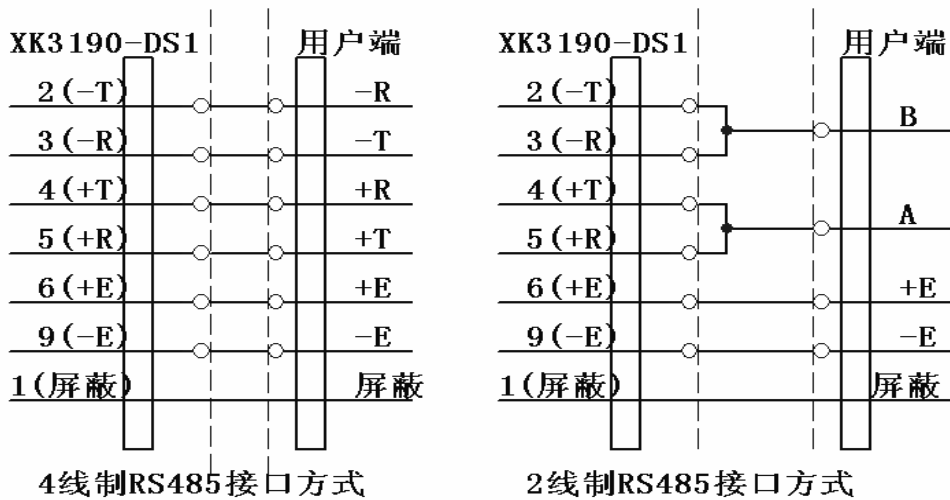 XK3190-DS1 用户端
2(-T) -R
3(-R) -T
4(+T) +R
5(+R) +T
6(+E) +E
9(-E) -E
1(屏蔽) 屏蔽
4线制RS485接口方式
XK3190-DS1 用户端
2(-T)
B
3(-R)
4(+T)
A
5(+R)
6(+E) +E
9(-E) -E
1(屏蔽) 屏蔽
2线制RS485接口方式